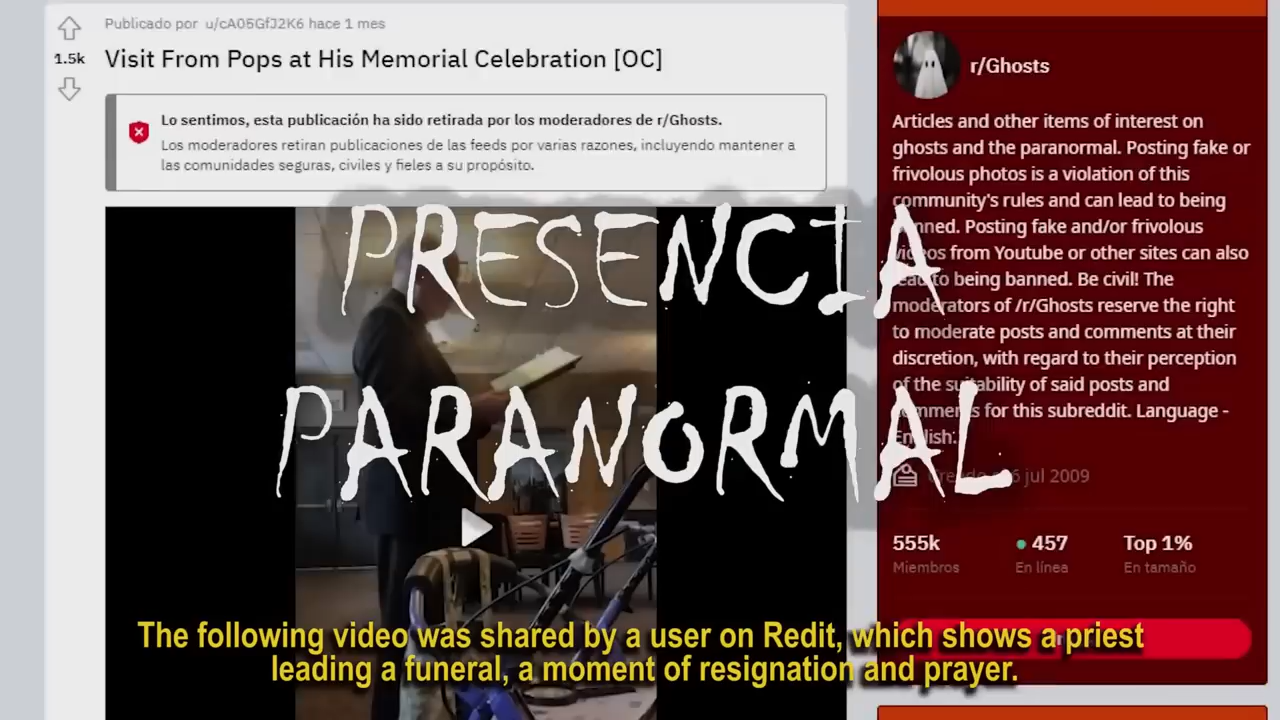 Publicado por u/cA05GfJ2K6 hace 1 mes
1.5k
Visit From Pops at His Memorial Celebration [OC]
Lo sentimos, esta publicación ha sido retirada por los moderadores de r/Ghosts.
Los moderadores retiran publicaciones de las feeds por varias razones, incluyendo mantener a
las comunidades seguras, civiles y fieles a su propósito.
PRESENCIA
PARANORMAL
r/Ghosts
Articles and other items of interest on
ghosts and the paranormal. Posting fake or
frivolous photos is a violation of this
community's rules and can lead to being
banned. Posting fake and/or frivolous
videos from Youtube or other sites can also
lead to being banned. Be civil! The
moderators of /r/Ghosts reserve the right
to moderate posts and comments at their
discretion, with regard to their perception
of the suitability of said posts and
comments for this subreddit. Language -
English.
6 jul 2009
555k
457
Top 1%
Miembros
En línea
En tamaño
The following video was shared by a user on Redit, which shows a priest
leading a funeral, a moment of resignation and prayer.